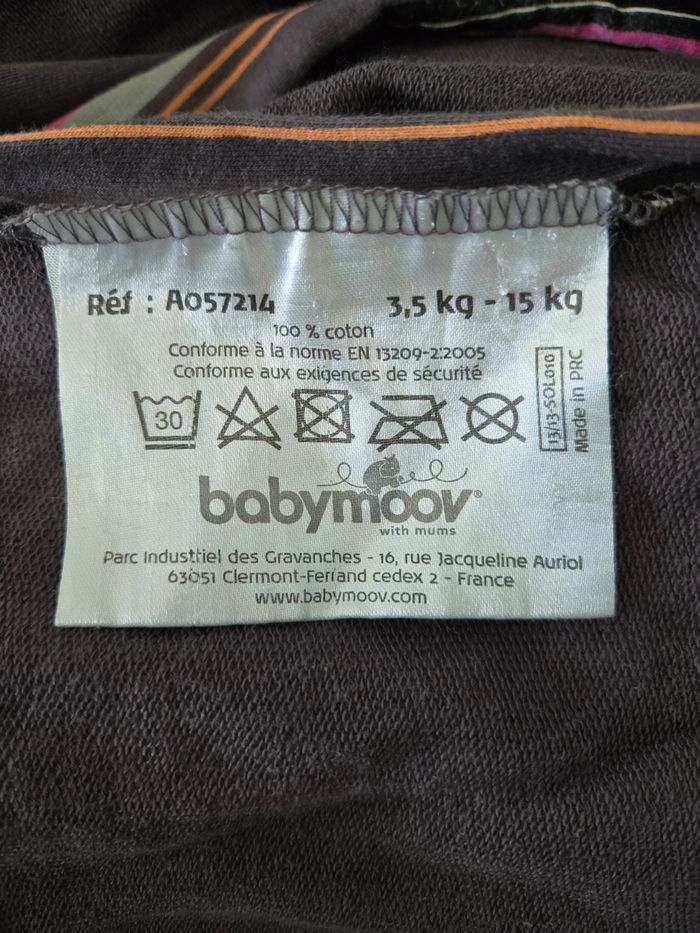 Réf : A057214 3,5 kg - 15 kg
100 % coton
Conforme à la norme EN 13209-2:2005
Conforme aux exigences de sécurité
30
13/13-SOL010
Made in PRC
babymoov®
with mums
Parc Industriel des Gravanches - 16, rue Jacqueline Auriol
63051 Clermont-Ferrand cedex 2 - France
www.babymoov.com